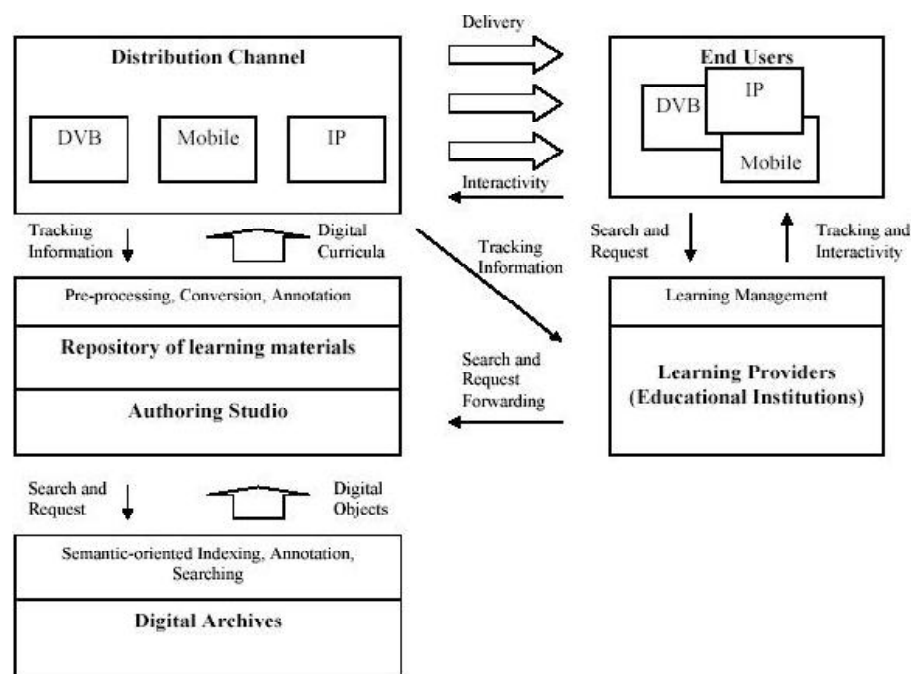 Delivery
Distribution Channel
End Users
DVB
Mobile
IP
DVB
IP
Mobile
Interactivity
Tracking
Information
Digital
Curricula
Tracking
Information
Search and
Request
Tracking and
Interactivity
Pre-processing, Conversion, Annotation
Repository of learning materials
Authoring Studio
Search and
Request
Forwarding
Learning Management
Learning Providers
(Educational Institutions)
Search and
Request
Digital
Objects
Semantic-oriented Indexing, Annotation,
Searching
Digital Archives